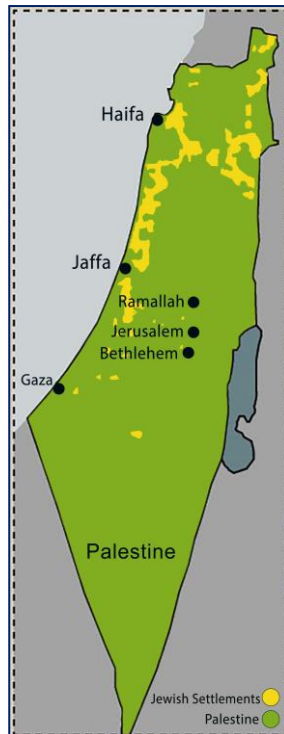 Haifa
Jaffa
Ramallah
Jerusalem
Bethlehem
Gaza
Palestine
Jewish Settlements
Palestine